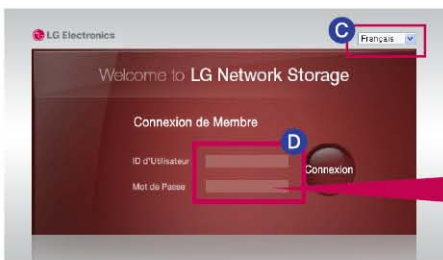 LG Electronics
C
Français
Welcome to LG Network Storage
Connexion de Membre
D
ID d'Utilisateur
Connexion
Mot de Passe